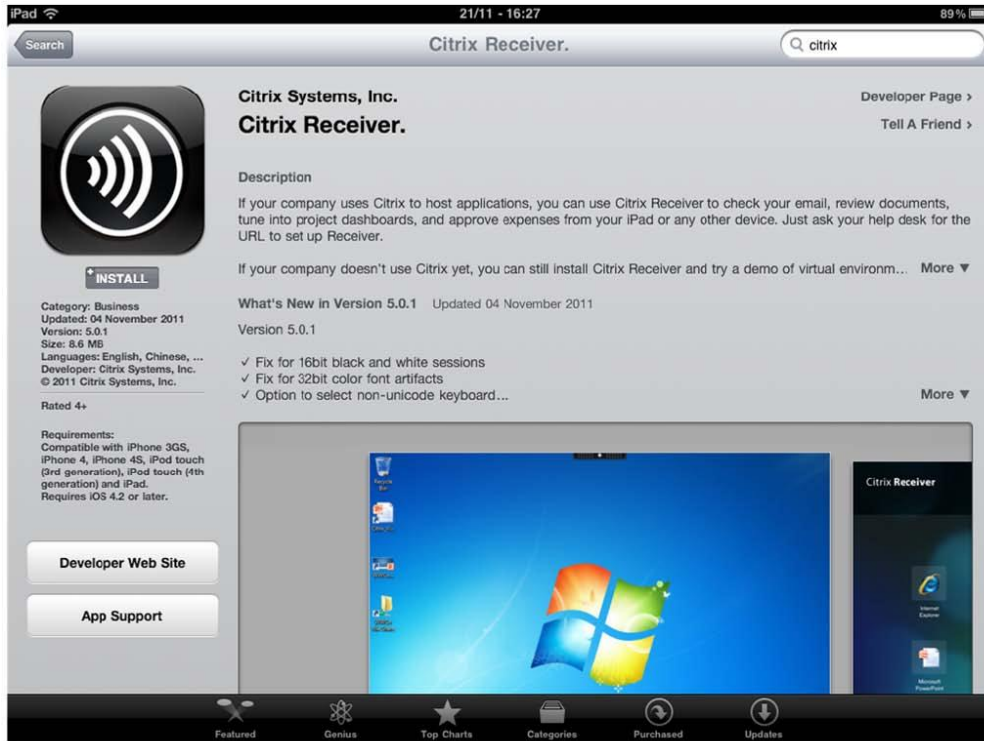 iPad 21/11 - 16:27 89%
Search Citrix Receiver. citrix
Citrix Systems, Inc. Developer Page >
Citrix Receiver. Tell A Friend >
Description
If your company uses Citrix to host applications, you can use Citrix Receiver to check your email, review documents,
tune into project dashboards, and approve expenses from your iPad or any other device. Just ask your help desk for the
URL to set up Receiver.
If your company doesn't use Citrix yet, you can still install Citrix Receiver and try a demo of virtual environm... More ▼
INSTALL
Category: Business
Updated: 04 November 2011
Version: 5.0.1
Size: 8.6 MB
Languages: English, Chinese, ...
Developer: Citrix Systems, Inc.
© 2011 Citrix Systems, Inc.
Rated 4+
Requirements:
Compatible with iPhone 3GS,
iPhone 4, iPhone 4S, iPod touch
(3rd generation), iPod touch (4th
generation) and iPad.
Requires iOS 4.2 or later.
Developer Web Site
App Support
What's New in Version 5.0.1 Updated 04 November 2011
Version 5.0.1
✓ Fix for 16bit black and white sessions
✓ Fix for 32bit color font artifacts
✓ Option to select non-unicode keyboard... More ▼
Recycle
Bin
Citrix Receiver
Internet
Explorer
Microsoft
PowerPoint
Featured Genius Top Charts Categories Purchased Updates